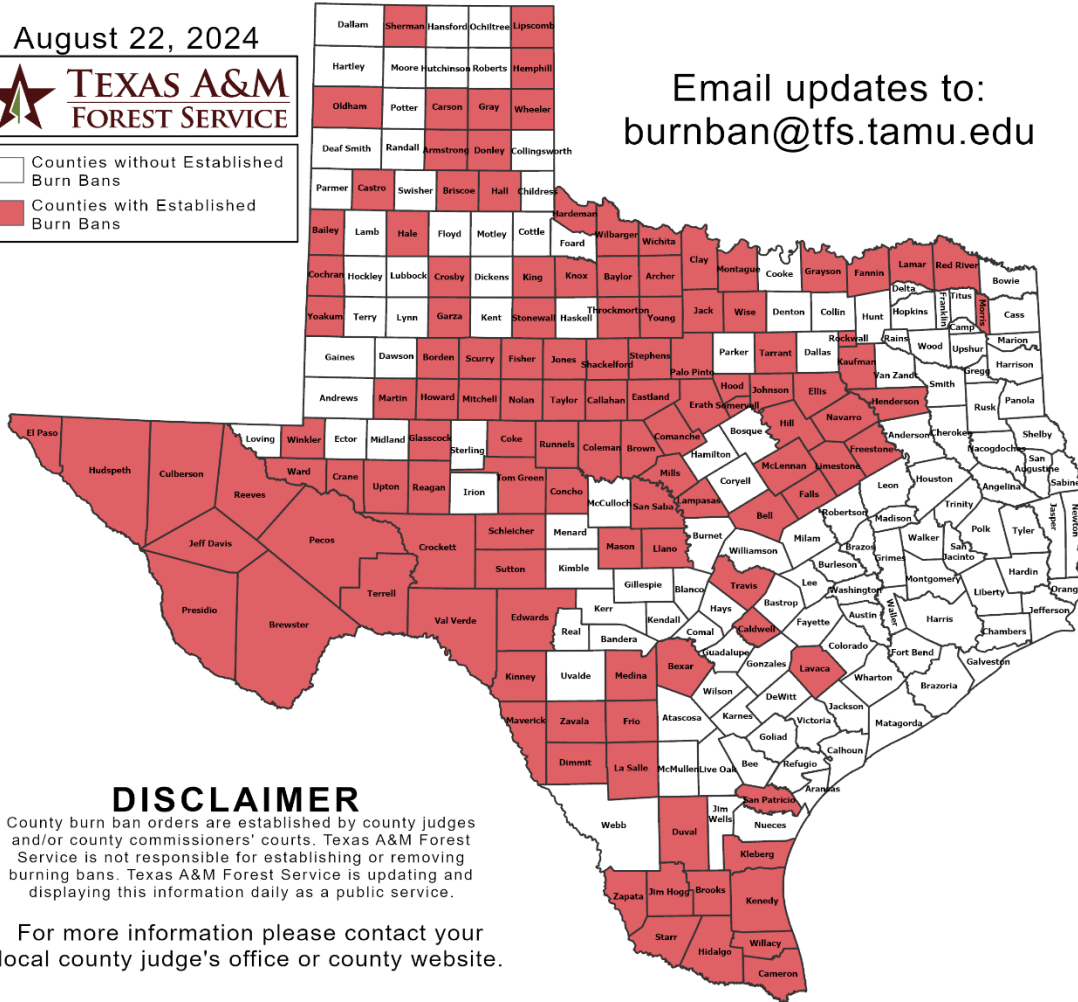 August 22, 2024
TEXAS A&M
FOREST SERVICE
Counties without Established
Burn Bans
Counties with Established
Burn Bans
Email updates to:
burnban@tfs.tamu.edu
Dallam Sherman Hansford Ochiltree Lipscomb
Hartley Moore Hutchinson Roberts Hemphill
Oldham Potter Carson Gray Wheeler
Deaf Smith Randall Armstrong Donley Collingsworth
Parmer Castro Swisher Briscoe Hall Childress
Hardeman
Bailey Lamb Hale Floyd Motley Cottle Foard Wilbarger Wichita
Clay Montague Cooke Grayson Fannin Lamar Red River Bowie
Cochran Hockley Lubbock Crosby Dickens King Knox Baylor Archer
Delta Franklin Titus Morris Cass
Yoakum Terry Lynn Garza Kent Stonewall Haskell Throckmorton Young Jack Wise Denton Collin Hunt Hopkins
Camp Marion
Rockwall Rains Wood Upshur Harrison
Gaines Dawson Borden Scurry Fisher Jones Shackelford Stephens Palo Pinto Parker Tarrant Dallas Kaufman Van Zandt Gregg
Smith
Andrews Martin Howard Mitchell Nolan Taylor Callahan Eastland Erath Hood Somervell Johnson Ellis Henderson Rusk Panola
El Paso Loving Winkler Ector Midland Glasscock Sterling Coke Runnels Coleman Brown Comanche Bosque Hill Navarro Anderson Cherokee Shelby
Hamilton Freestone Nacogdoches
Hudspeth Culberson Reeves Ward Crane Upton Reagan Irion Tom Green Concho Mills Coryell McLennan Limestone San Augustine Sabine
McCulloch San Saba Lampasas Falls Leon Houston Angelina
Bell Robertson Madison Trinity Jasper Newton
Jeff Davis Pecos Crockett Schleicher Menard Mason Llano Burnet Williamson Milam Brazos Grimes Walker San Jacinto Polk Tyler
Sutton Kimble Burleson
Presidio Brewster Terrell Val Verde Edwards Gillespie Blanco Travis Lee Washington Montgomery Liberty Hardin Orange
Kerr Kendall Hays Bastrop Fayette Austin Waller Harris Jefferson
Real Bandera Comal Caldwell Colorado Chambers
Kinney Uvalde Medina Bexar Guadalupe Gonzales Lavaca Fort Bend Galveston
Wilson Wharton Brazoria
Maverick Zavala Frio Atascosa Karnes DeWitt Jackson Matagorda
Victoria
Goliad Calhoun
Dimmit La Salle McMullen Live Oak Bee Refugio
Aransas
San Patricio
Webb Duval Jim Wells Nueces
Kleberg
Zapata Jim Hogg Brooks Kenedy
Starr Hidalgo Willacy
Cameron
DISCLAIMER
County burn ban orders are established by county judges
and/or county commissioners' courts. Texas A&M Forest
Service is not responsible for establishing or removing
burning bans. Texas A&M Forest Service is updating and
displaying this information daily as a public service.
For more information please contact your
local county judge's office or county website.